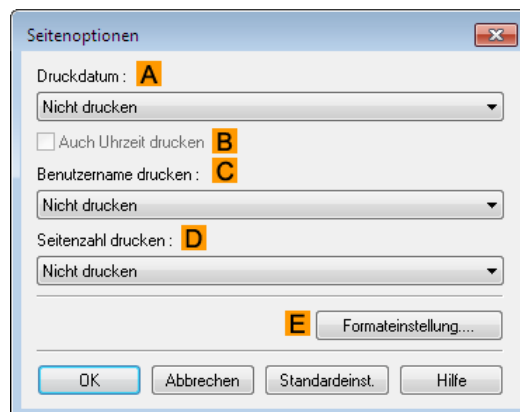 Seitenoptionen
Druckdatum : A
Nicht drucken
Auch Uhrzeit drucken B
Benutzername drucken : C
Nicht drucken
Seitenzahl drucken : D
Nicht drucken
E Formateinstellung....
OK Abbrechen Standardeinst. Hilfe